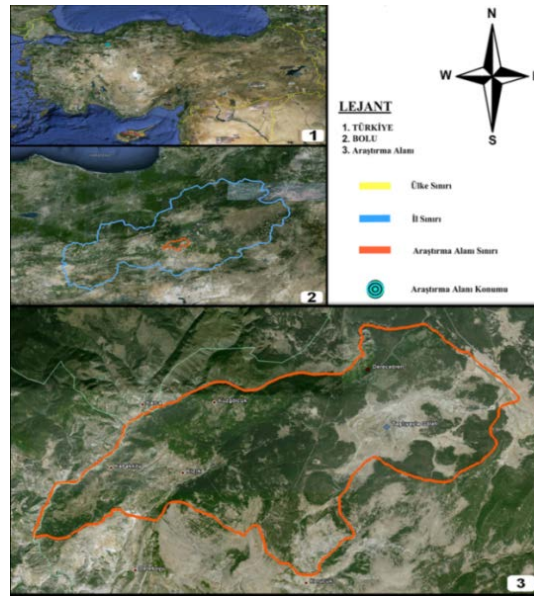 1
2
N
W
E
S
LEJANT
1. TÜRKİYE
2. BOLU
3. Araştırma Alanı
Ülke Sınırı
İl Sınırı
Araştırma Alanı Sınırı
Araştırma Alanı Konumu
3